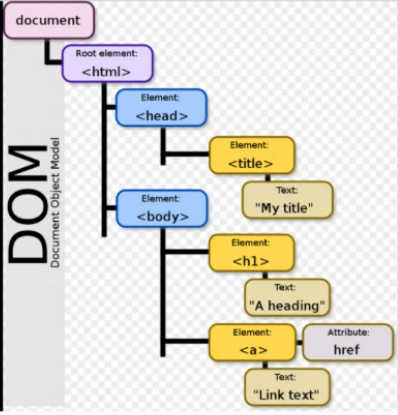 document
Root element:
<html>
Element:
<head>
Element:
<title>
Text:
"My title"
Element:
<body>
Element:
<h1>
Text:
"A heading"
Element:
<a>
Attribute:
href
Text:
"Link text"
DOM
Document Object Model